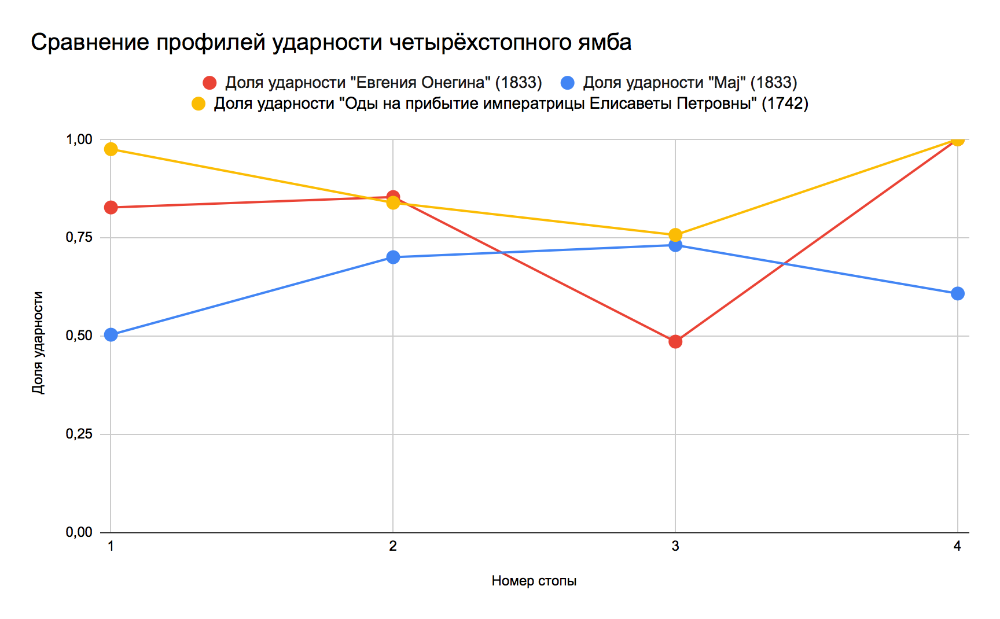 Сравнение профилей ударности четырёхстопного ямба
Доля ударности "Евгения Онегина" (1833)
Доля ударности "Maj" (1833)
Доля ударности "Оды на прибытие императрицы Елисаветы Петровны" (1742)
1,00
0,75
0,50
0,25
0,00
Доля ударности
1
2
3
4
Номер стопы